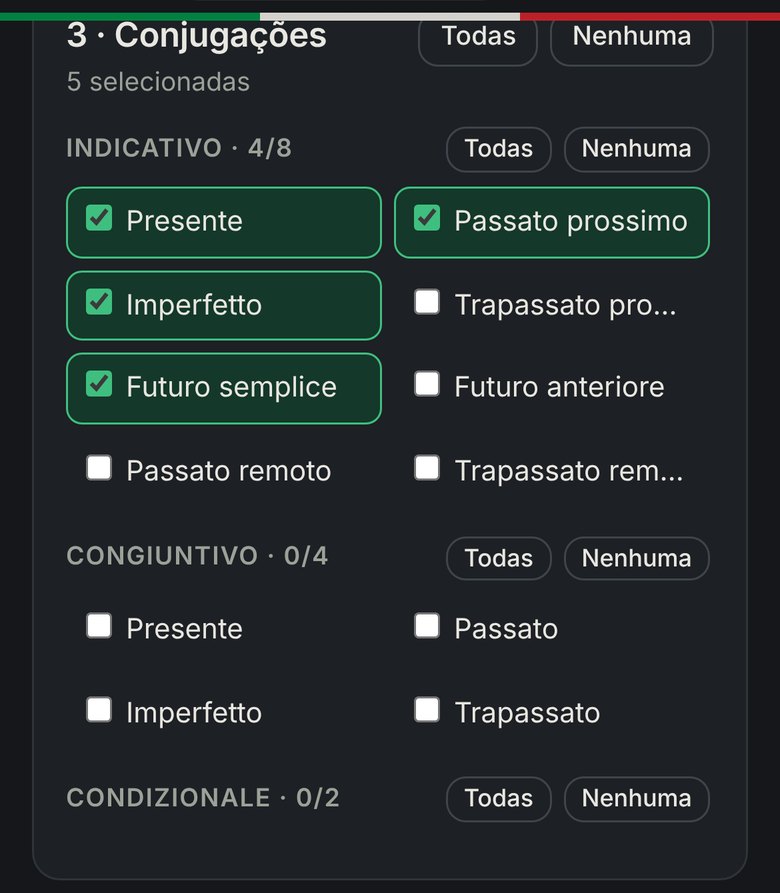 3 · Conjugações Todas Nenhuma
5 selecionadas
INDICATIVO · 4/8 Todas Nenhuma
Presente Passato prossimo
Imperfetto Trapassato pro...
Futuro semplice Futuro anteriore
Passato remoto Trapassato rem...
CONGIUNTIVO · 0/4 Todas Nenhuma
Presente Passato
Imperfetto Trapassato
CONDIZIONALE · 0/2 Todas Nenhuma